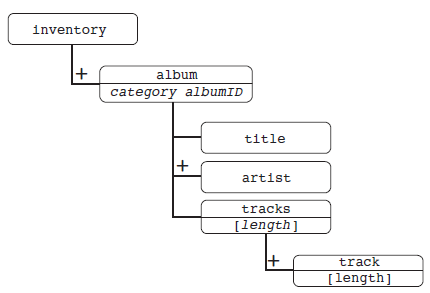 inventory
+
album
category albumID
title
+
artist
tracks
[length]
+
track
[length]